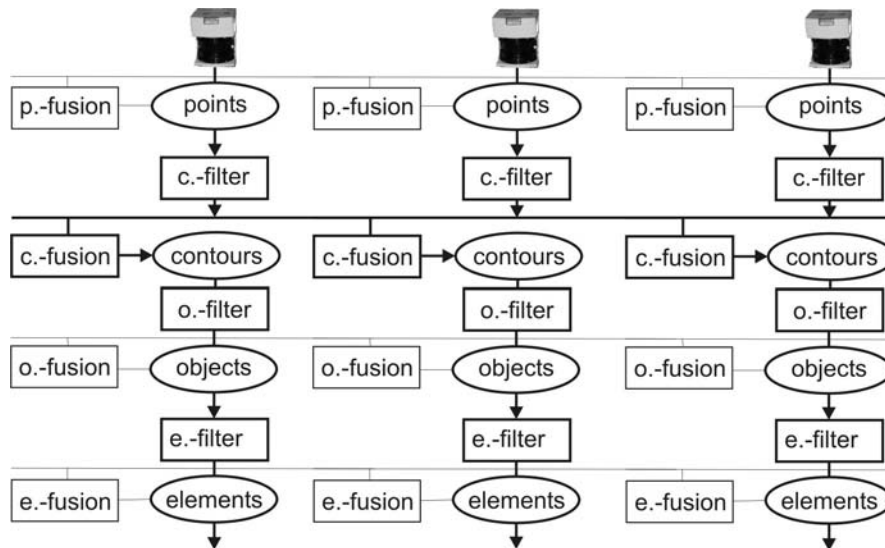 p.-fusion points p.-fusion points p.-fusion points
c.-filter c.-filter c.-filter
c.-fusion contours c.-fusion contours c.-fusion contours
o.-filter o.-filter o.-filter
o.-fusion objects o.-fusion objects o.-fusion objects
e.-filter e.-filter e.-filter
e.-fusion elements e.-fusion elements e.-fusion elements